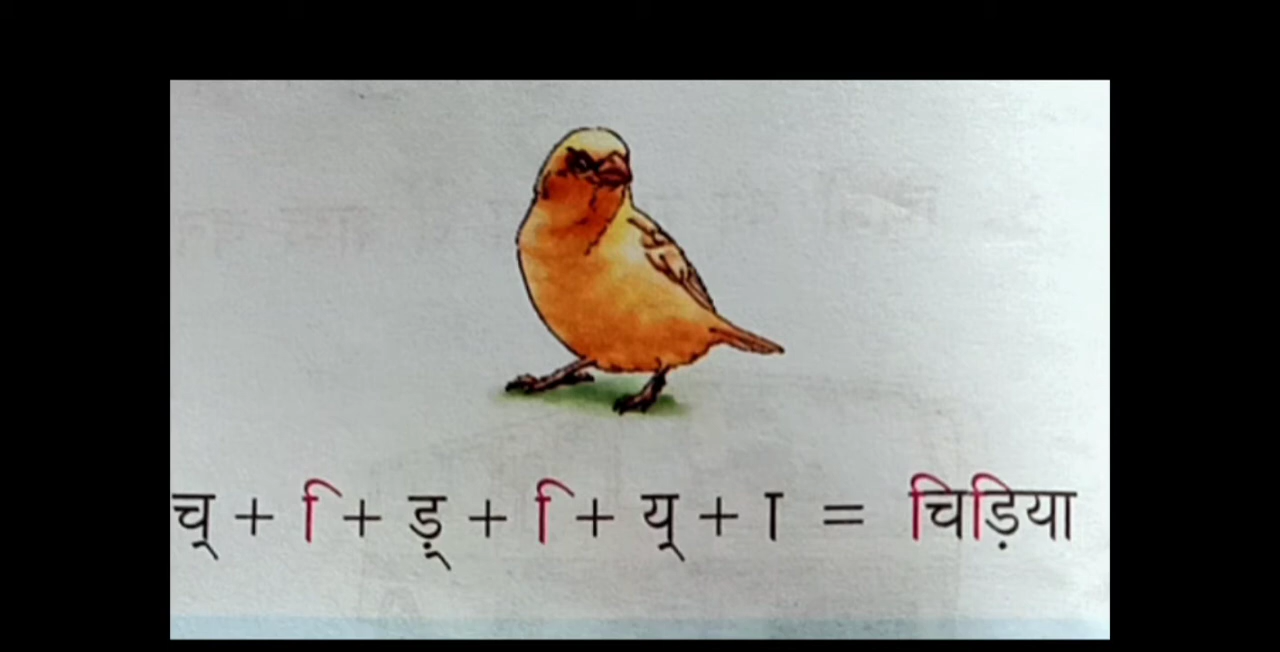 च् + ि + ड़् + ि + य् + ा = चिड़िया